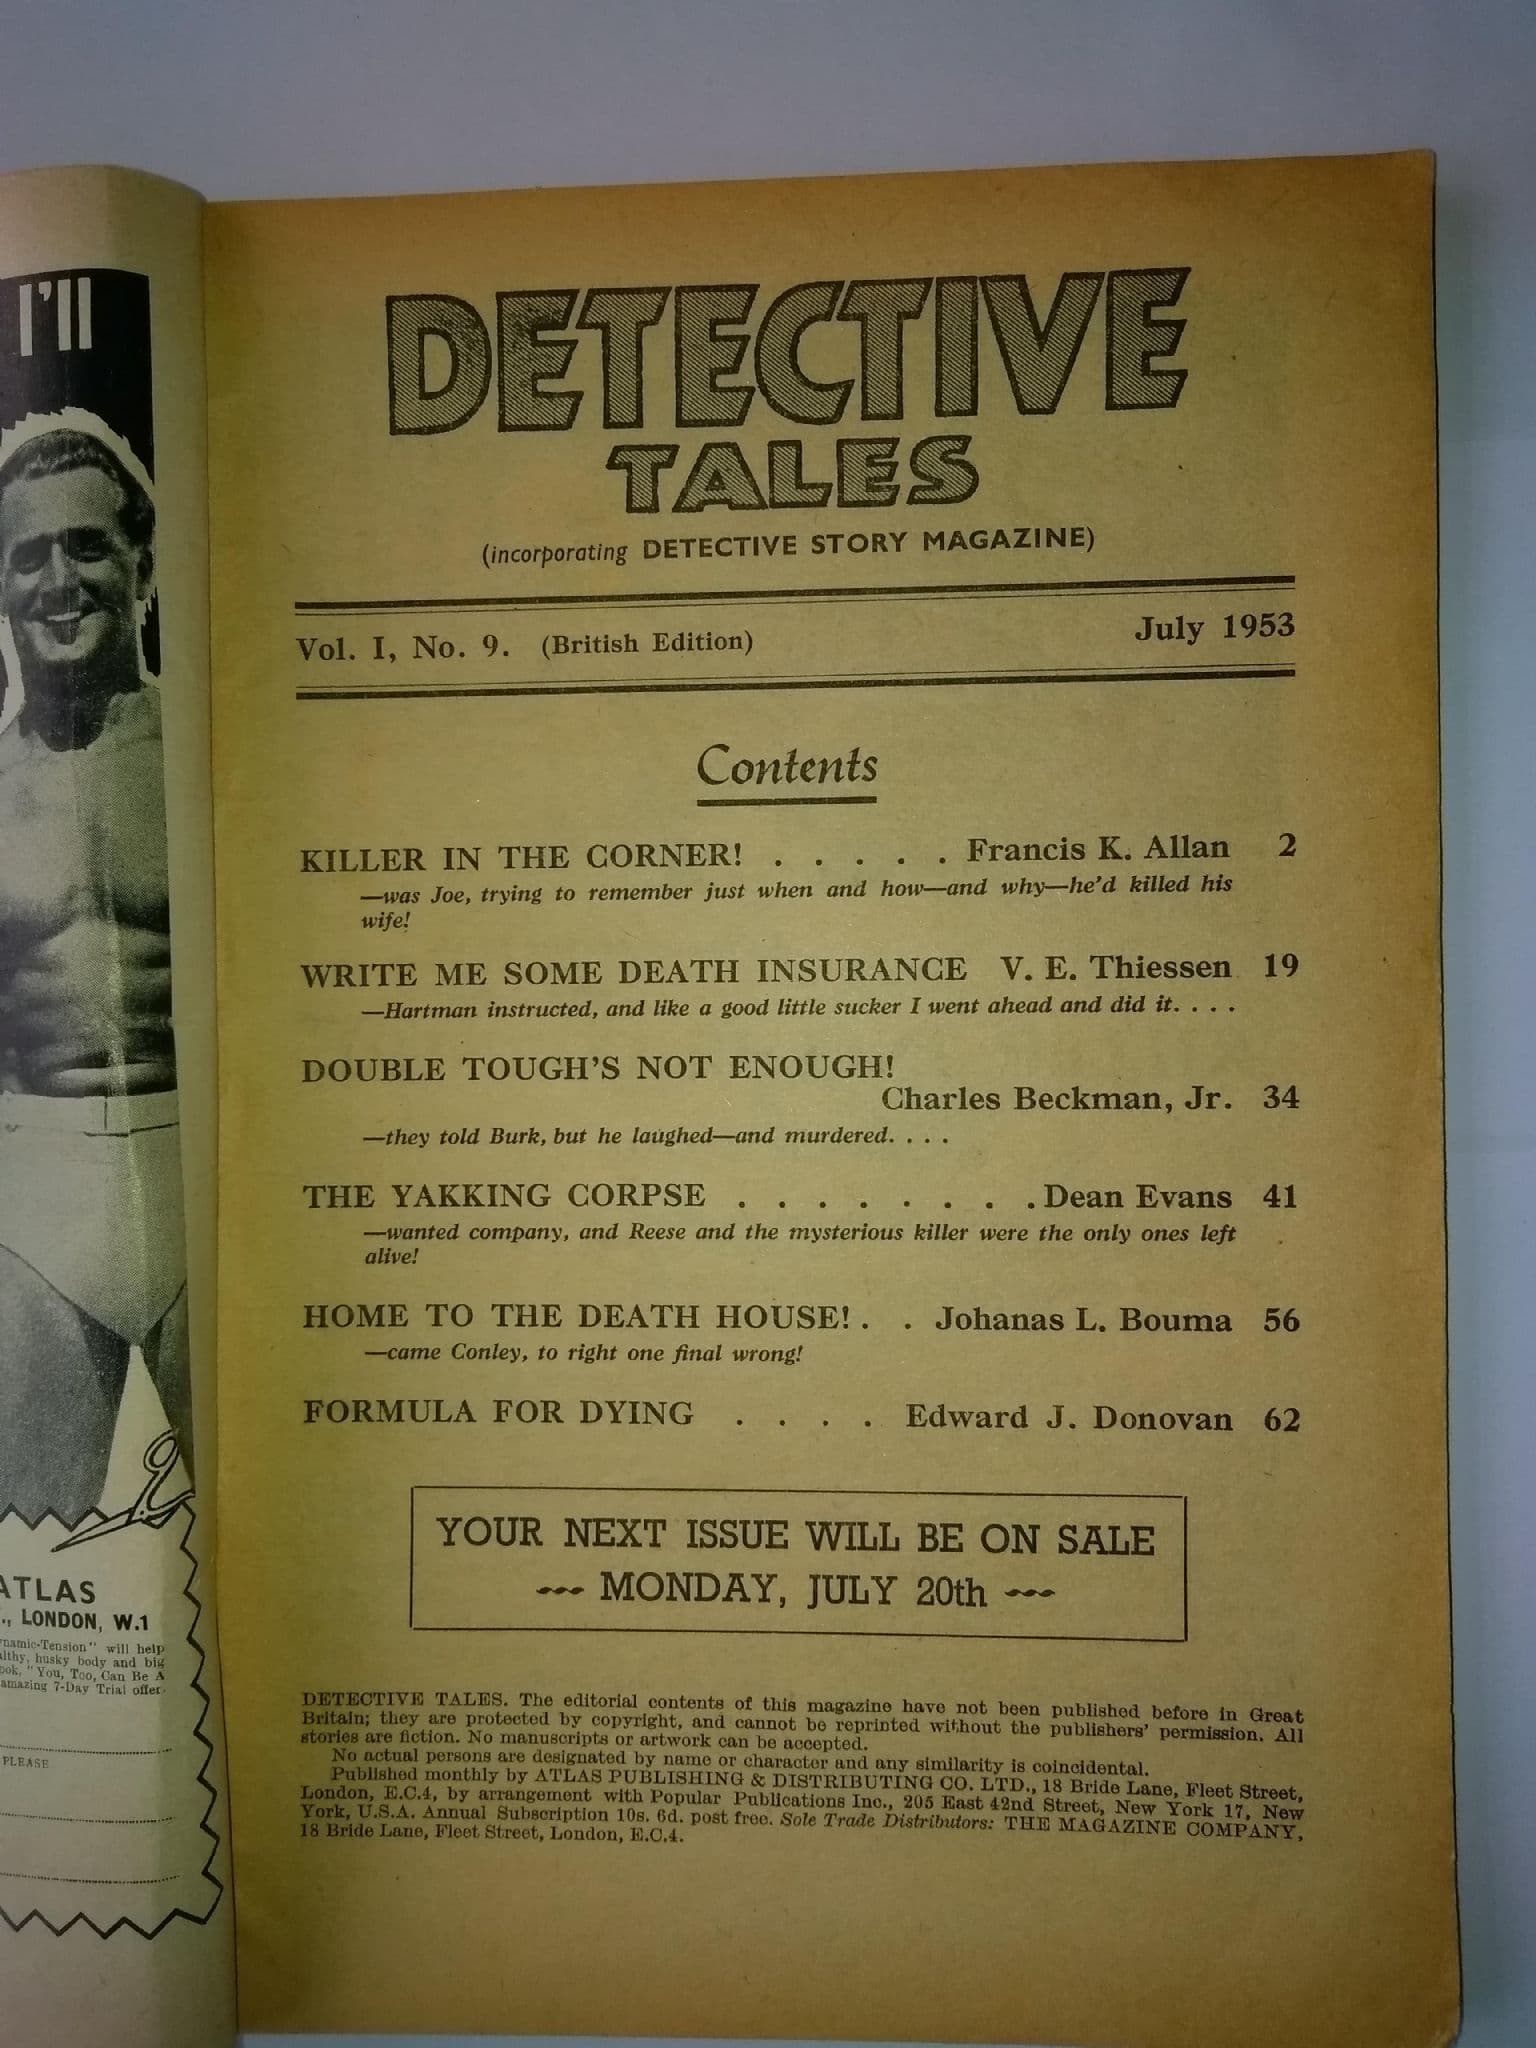 I'll
ATLAS
LONDON, W.1
will help
husky body and big
"You, Too, Can Be A
amazing 7-Day Trial offer.
PLEASE
DETECTIVE
TALES
(incorporating DETECTIVE STORY MAGAZINE)
Vol. I, No. 9. (British Edition) July 1953
Contents
KILLER IN THE CORNER! . . . . . Francis K. Allan 2
—was Joe, trying to remember just when and how—and why—he'd killed his
wife!
WRITE ME SOME DEATH INSURANCE V. E. Thiessen 19
—Hartman instructed, and like a good little sucker I went ahead and did it. . . .
DOUBLE TOUGH'S NOT ENOUGH!
Charles Beckman, Jr. 34
—they told Burk, but he laughed—and murdered. . . .
THE YAKKING CORPSE . . . . . . . . Dean Evans 41
—wanted company, and Reese and the mysterious killer were the only ones left
alive!
HOME TO THE DEATH HOUSE! . . Johanas L. Bouma 56
—came Conley, to right one final wrong!
FORMULA FOR DYING . . . . Edward J. Donovan 62
YOUR NEXT ISSUE WILL BE ON SALE
MONDAY, JULY 20th
DETECTIVE TALES. The editorial contents of this magazine have not been published before in Great
Britain; they are protected by copyright, and cannot be reprinted without the publishers' permission. All
stories are fiction. No manuscripts or artwork can be accepted.
No actual persons are designated by name or character and any similarity is coincidental.
Published monthly by ATLAS PUBLISHING & DISTRIBUTING CO. LTD., 18 Bride Lane, Fleet Street,
London, E.C.4, by arrangement with Popular Publications Inc., 205 East 42nd Street, New York 17, New
York, U.S.A. Annual Subscription 10s. 6d. post free. Sole Trade Distributors: THE MAGAZINE COMPANY,
18 Bride Lane, Fleet Street, London, E.C.4.